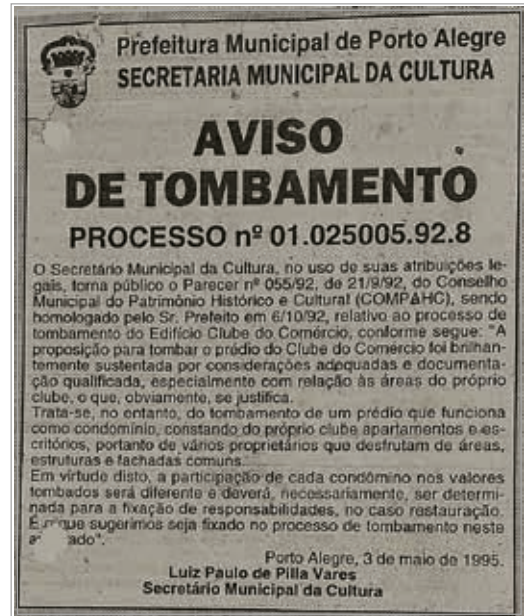 Prefeitura Municipal de Porto Alegre
SECRETARIA MUNICIPAL DA CULTURA
AVISO
DE TOMBAMENTO
PROCESSO nº 01.025005.92.8
O Secretário Municipal da Cultura, no uso de suas atribuições le-
gais, torna público o Parecer nº 055/92, de 21/9/92, do Conselho
Municipal do Patrimônio Histórico e Cultural (COMPAHC), sendo
homologado pelo Sr. Prefeito em 6/10/92, relativo ao processo de
tombamento do Edifício Clube do Comércio, conforme segue: "A
proposição para tombar o prédio do Clube do Comércio foi brilhan-
temente sustentada por considerações adequadas e documenta-
ção qualificada, especialmente com relação às áreas do próprio
clube, o que, obviamente, se justifica.
Trata-se, no entanto, do tombamento de um prédio que funciona
como condomínio, constando do próprio clube apartamentos e es-
critórios, portanto de vários proprietários que desfrutam de áreas,
estruturas e fachadas comuns.
Em virtude disto, a participação de cada condômino nos valores
tombados será diferente e deverá, necessariamente, ser determi-
nada para a fixação de responsabilidades, no caso restauração.
É o que sugerimos seja fixado no processo de tombamento neste
Porto Alegre, 3 de maio de 1995.
Luiz Paulo de Pilla Vares
Secretário Municipal da Cultura